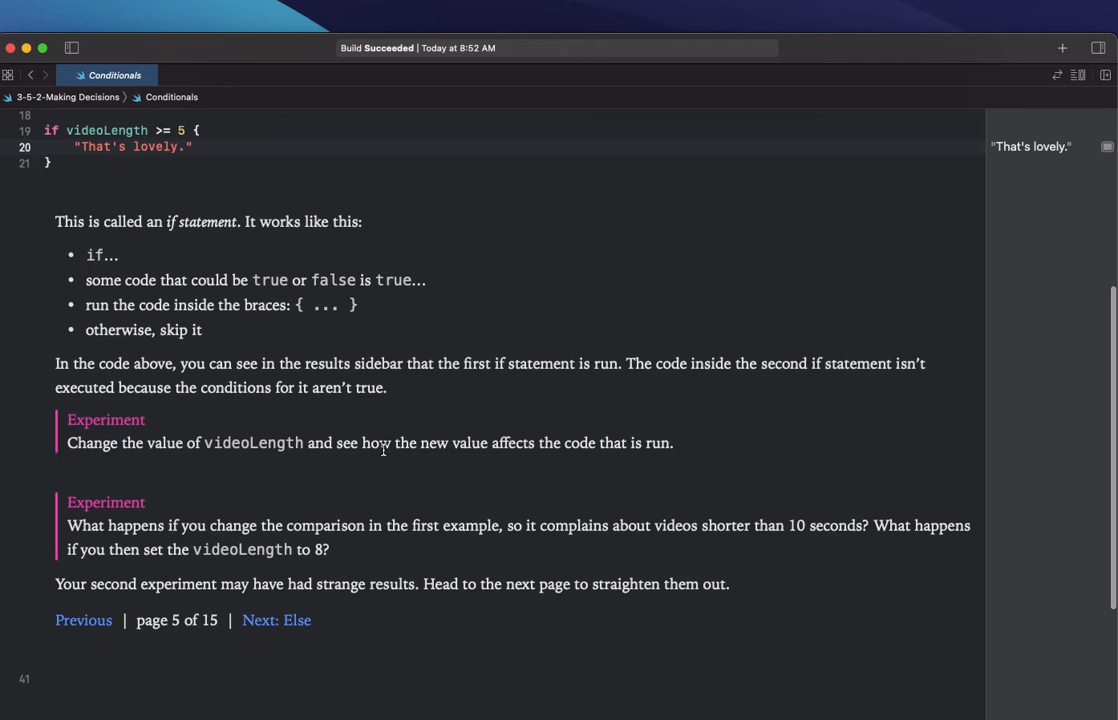 Build Succeeded | Today at 8:52 AM
Conditionals
3-5-2-Making Decisions 〉 Conditionals
18
19 if videoLength >= 5 {
20 "That's lovely."
"That's lovely."
21 }
This is called an if statement. It works like this:
• if…
• some code that could be true or false is true…
• run the code inside the braces: { ... }
• otherwise, skip it
In the code above, you can see in the results sidebar that the first if statement is run. The code inside the second if statement isn’t
executed because the conditions for it aren’t true.
Experiment
Change the value of videoLength and see how the new value affects the code that is run.
Experiment
What happens if you change the comparison in the first example, so it complains about videos shorter than 10 seconds? What happens
if you then set the videoLength to 8?
Your second experiment may have had strange results. Head to the next page to straighten them out.
Previous | page 5 of 15 | Next: Else
41